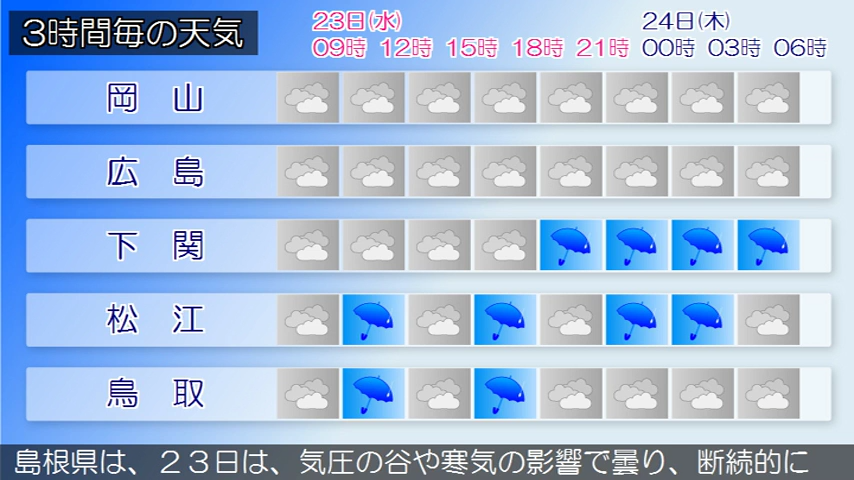 3時間毎の天気
23日(水) 24日(木)
09時 12時 15時 18時 21時 00時 03時 06時
岡 山
広 島
下 関
松 江
鳥 取
島根県は、２３日は、気圧の谷や寒気の影響で曇り、断続的に